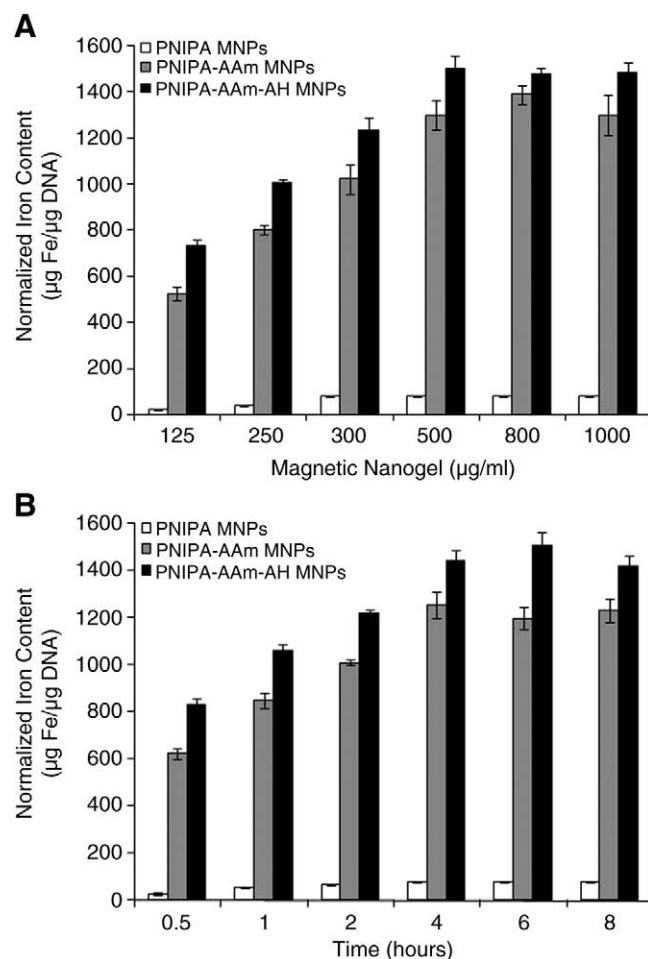 A
Normalized Iron Content
(µg Fe/µg DNA)
1600
1400
1200
1000
800
600
400
200
0
PNIPA MNPs
PNIPA-AAm MNPs
PNIPA-AAm-AH MNPs
125 250 300 500 800 1000
Magnetic Nanogel (µg/ml)
B
Normalized Iron Content
(µg Fe/µg DNA)
1600
1400
1200
1000
800
600
400
200
0
PNIPA MNPs
PNIPA-AAm MNPs
PNIPA-AAm-AH MNPs
0.5 1 2 4 6 8
Time (hours)